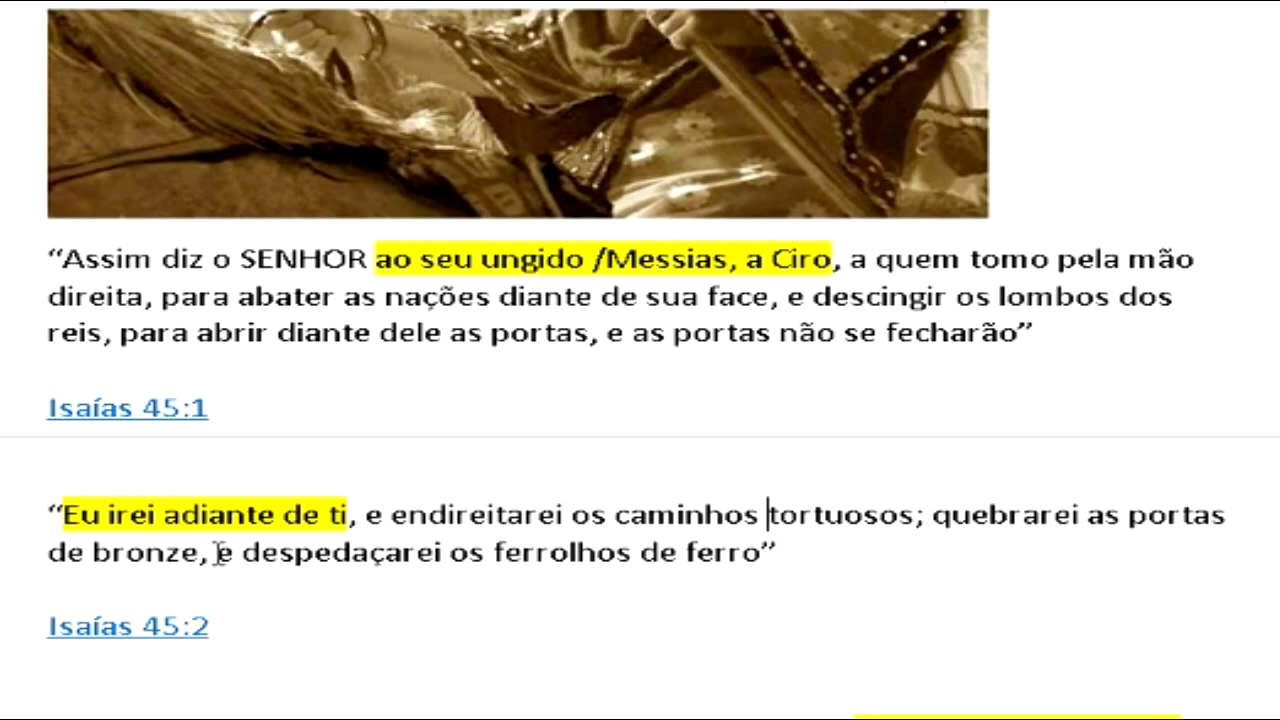 “Assim diz o SENHOR ao seu ungido /Messias, a Ciro, a quem tomo pela mão
direita, para abater as nações diante de sua face, e descingir os lombos dos
reis, para abrir diante dele as portas, e as portas não se fecharão”
Isaías 45:1
“Eu irei adiante de ti, e endireitarei os caminhos tortuosos; quebrarei as portas
de bronze, e despedaçarei os ferrolhos de ferro”
Isaías 45:2